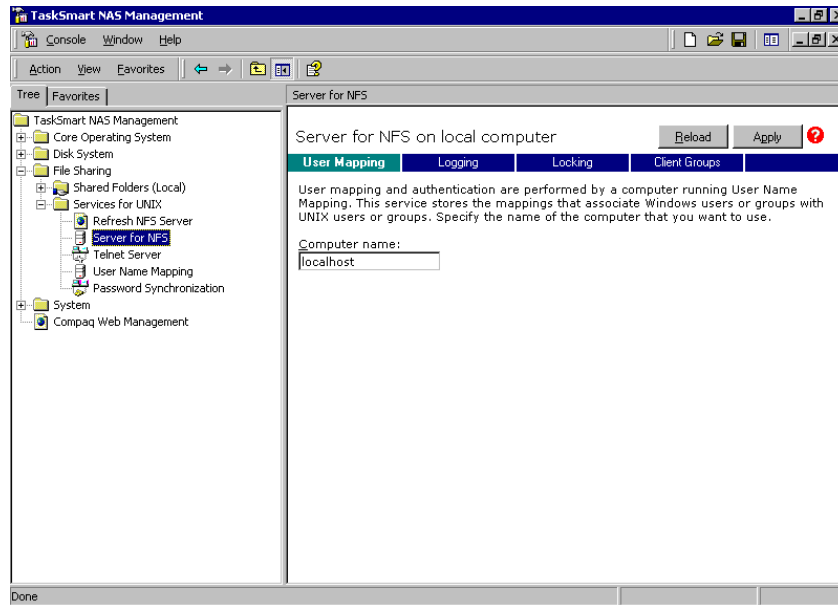 TaskSmart NAS Management
Console Window Help
Action View Favorites
Tree Favorites
Server for NFS
TaskSmart NAS Management
Core Operating System
Disk System
File Sharing
Shared Folders (Local)
Services for UNIX
Refresh NFS Server
Server for NFS
Telnet Server
User Name Mapping
Password Synchronization
System
Compaq Web Management
Server for NFS on local computer
Reload Apply
User Mapping Logging Locking Client Groups
User mapping and authentication are performed by a computer running User Name
Mapping. This service stores the mappings that associate Windows users or groups with
UNIX users or groups. Specify the name of the computer that you want to use.
Computer name:
localhost
Done